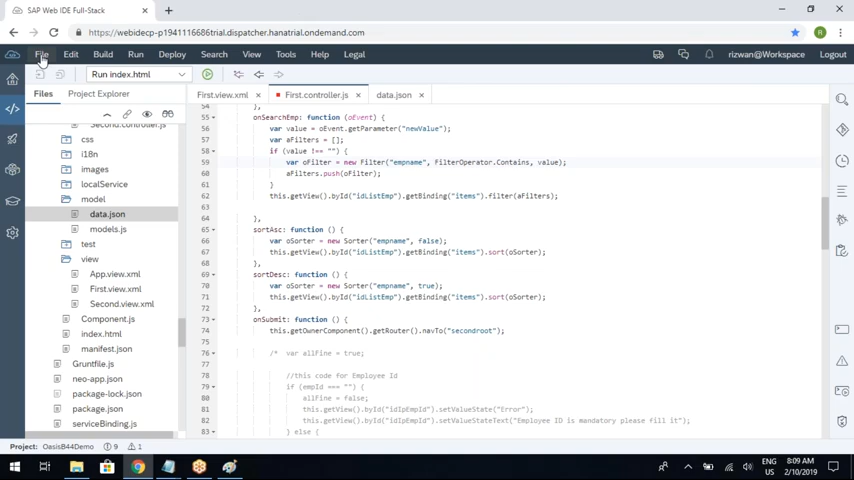 SAP Web IDE Full-Stack
https://webidecp-p1941116686trial.dispatcher.hanatrial.ondemand.com
File Edit Build Run Deploy Search View Tools Help Legal rizwan@Workspace Logout
Run index.html
Files Project Explorer First.view.xml First.controller.js data.json
54 },
Second.controller.js
55 onSearchEmp: function (oEvent) {
css
56 var value = oEvent.getParameter("newValue");
i18n
57 var aFilters = [];
58 if (value !== "") {
images
59 var oFilter = new Filter("empname", FilterOperator.Contains, value);
localService
60 aFilters.push(oFilter);
61 }
model
62 this.getView().byId("idListEmp").getBinding("items").filter(aFilters);
63
data.json
64 },
models.js
65 sortAsc: function () {
66 var oSorter = new Sorter("empname", false);
test
67 this.getView().byId("idListEmp").getBinding("items").sort(oSorter);
view
68 },
69 sortDesc: function () {
App.view.xml
70 var oSorter = new Sorter("empname", true);
First.view.xml
71 this.getView().byId("idListEmp").getBinding("items").sort(oSorter);
Second.view.xml
72 },
73 onSubmit: function () {
Component.js
74 this.getOwnerComponent().getRouter().navTo("secondroot");
index.html
75
76 /* var allFine = true;
manifest.json
77
Gruntfile.js
78 //this code for Employee Id
neo-app.json
79 if (empId === "") {
package-lock.json
80 allFine = false;
81 this.getView().byId("idIpEmpId").setValueState("Error");
package.json
82 this.getView().byId("idIpEmpId").setValueStateText("Employee ID is mandatory please fill it");
serviceBinding.js
83 } else {
Project: OasisB44Demo 9 1
ENG 8:09 AM
US 2/10/2019